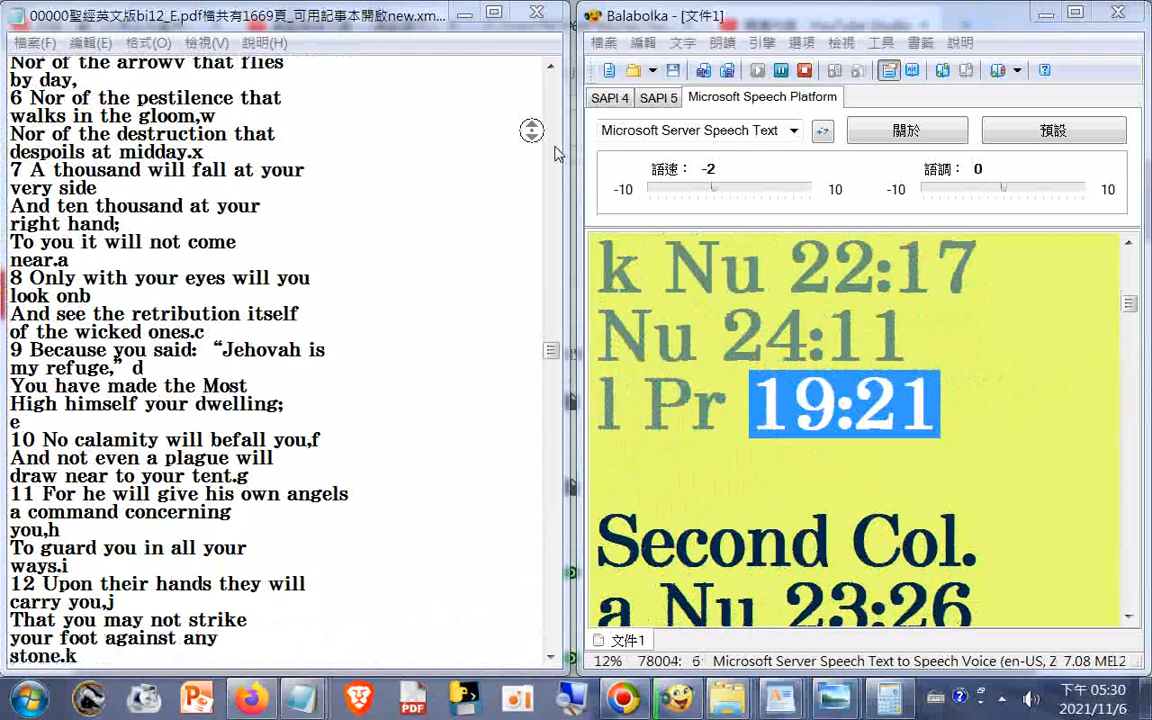 00000聖經英文版bi12_E.pdf檔共有1669頁_可用記事本開啟new.xm...
檔案(F) 編輯(E) 格式(O) 檢視(V) 說明(H)
Nor of the arrowv that flies
by day,
6 Nor of the pestilence that
walks in the gloom,w
Nor of the destruction that
despoils at midday.x
7 A thousand will fall at your
very side
And ten thousand at your
right hand;
To you it will not come
near.a
8 Only with your eyes will you
look onb
And see the retribution itself
of the wicked ones.c
9 Because you said: “Jehovah is
my refuge,” d
You have made the Most
High himself your dwelling;
e
10 No calamity will befall you,f
And not even a plague will
draw near to your tent.g
11 For he will give his own angels
a command concerning
you,h
To guard you in all your
ways.i
12 Upon their hands they will
carry you,j
That you may not strike
your foot against any
stone.k
Balabolka - [文件1]
檔案 編輯 文字 朗讀 引擎 選項 檢視 工具 書籤 說明
SAPI 4 SAPI 5 Microsoft Speech Platform
Microsoft Server Speech Text 關於 預設
語速: -2 語調: 0
-10 10 -10 10
k Nu 22:17
Nu 24:11
l Pr 19:21
Second Col.
a Nu 23:26
文件1
12% 78004: 6 Microsoft Server Speech Text to Speech Voice (en-US, Z 7.08 ME12
PDF
下午 05:30
2021/11/6